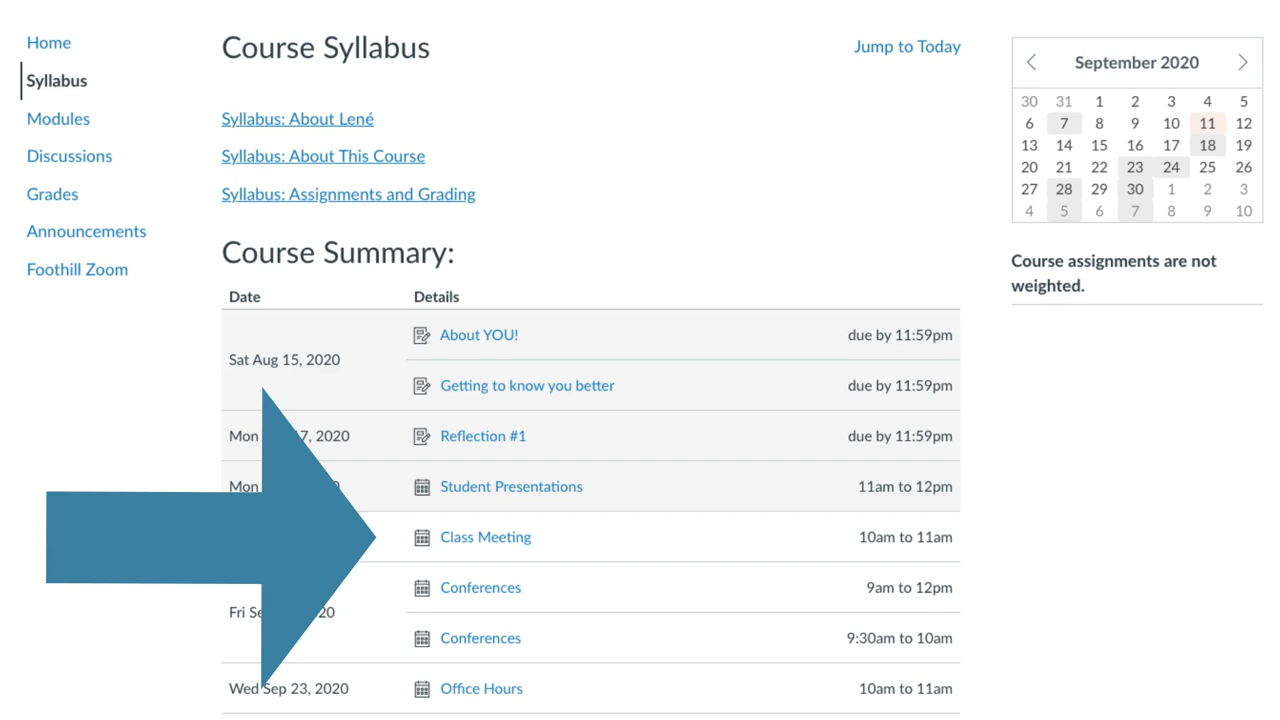 Home
Syllabus
Modules
Discussions
Grades
Announcements
Foothill Zoom
Course Syllabus
Jump to Today
Syllabus: About Lené
Syllabus: About This Course
Syllabus: Assignments and Grading
Course Summary:
Date Details
Sat Aug 15, 2020
About YOU! due by 11:59pm
Getting to know you better due by 11:59pm
Mon 7, 2020 Reflection #1 due by 11:59pm
Mon Student Presentations 11am to 12pm
Class Meeting 10am to 11am
Fri 20
Conferences 9am to 12pm
Conferences 9:30am to 10am
Wed Sep 23, 2020 Office Hours 10am to 11am
September 2020
30 31 1 2 3 4 5
6 7 8 9 10 11 12
13 14 15 16 17 18 19
20 21 22 23 24 25 26
27 28 29 30 1 2 3
4 5 6 7 8 9 10
Course assignments are not
weighted.